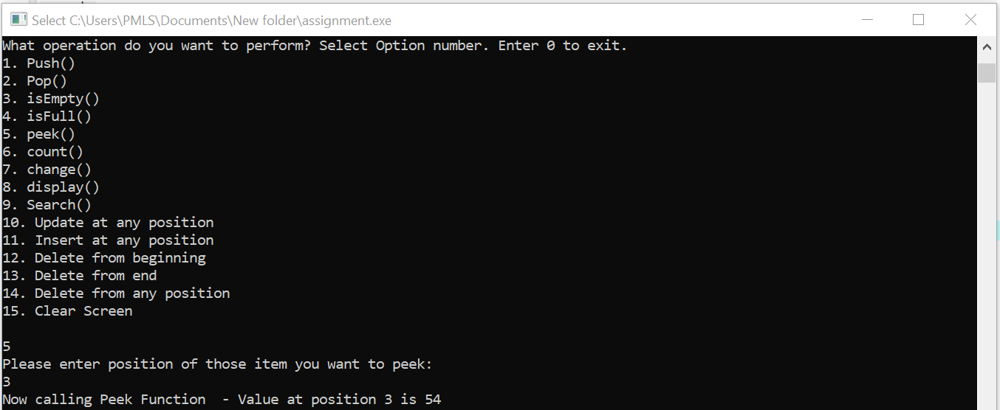 Select C:\Users\PMLS\Documents\New folder\assignment.exe
What operation do you want to perform? Select Option number. Enter 0 to exit.
1. Push()
2. Pop()
3. isEmpty()
4. isFull()
5. peek()
6. count()
7. change()
8. display()
9. Search()
10. Update at any position
11. Insert at any position
12. Delete from beginning
13. Delete from end
14. Delete from any position
15. Clear Screen
5
Please enter position of those item you want to peek:
3
Now calling Peek Function  - Value at position 3 is 54